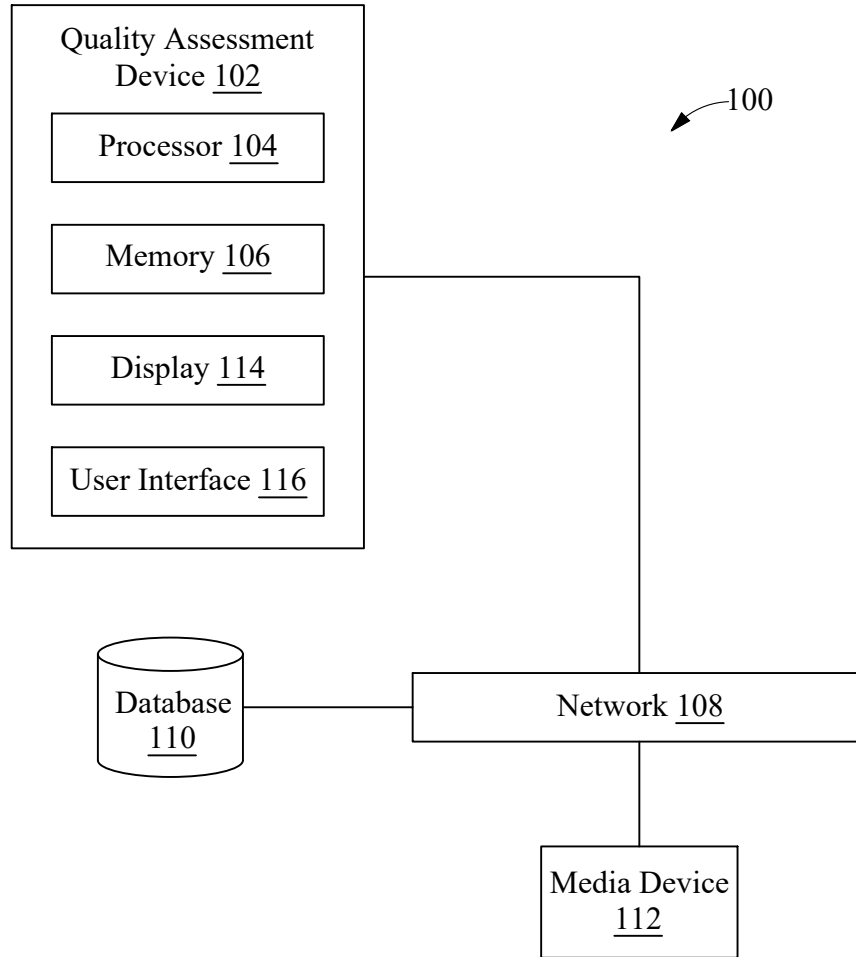 Quality Assessment
Device 102
100
Processor 104
Memory 106
Display 114
User Interface 116
Database
110
Network 108
Media Device
112